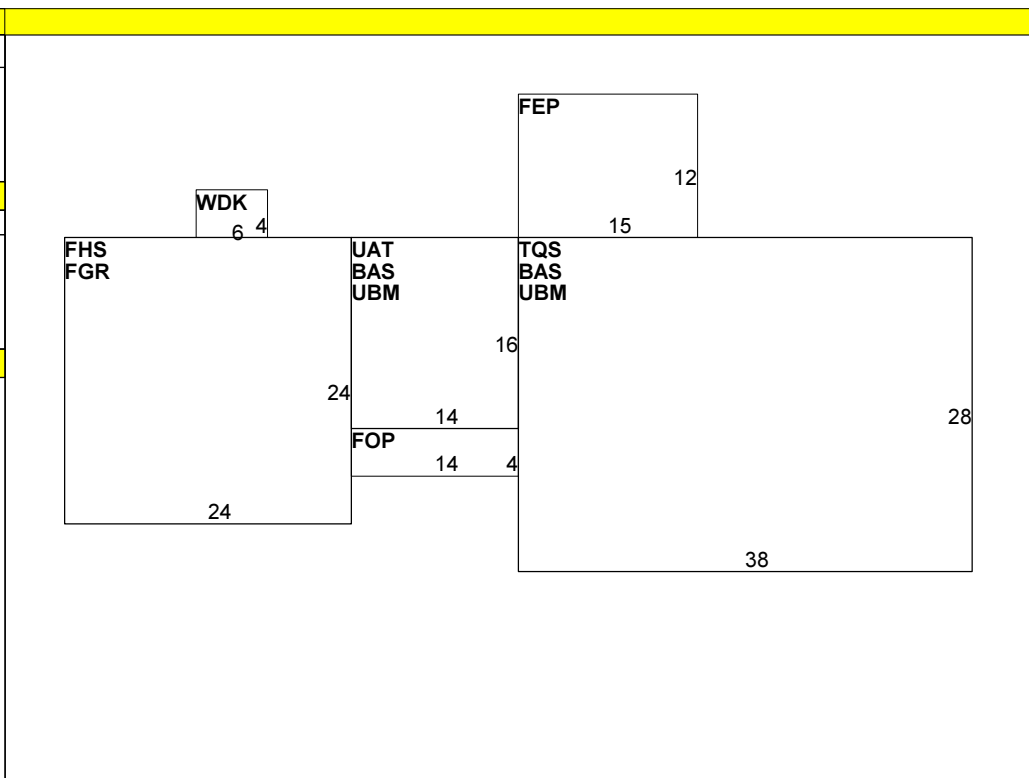 FEP
12
15
WDK
6 4
FHS
FGR
24
24
UAT
BAS
UBM
16
14
FOP
14 4
TQS
BAS
UBM
28
38